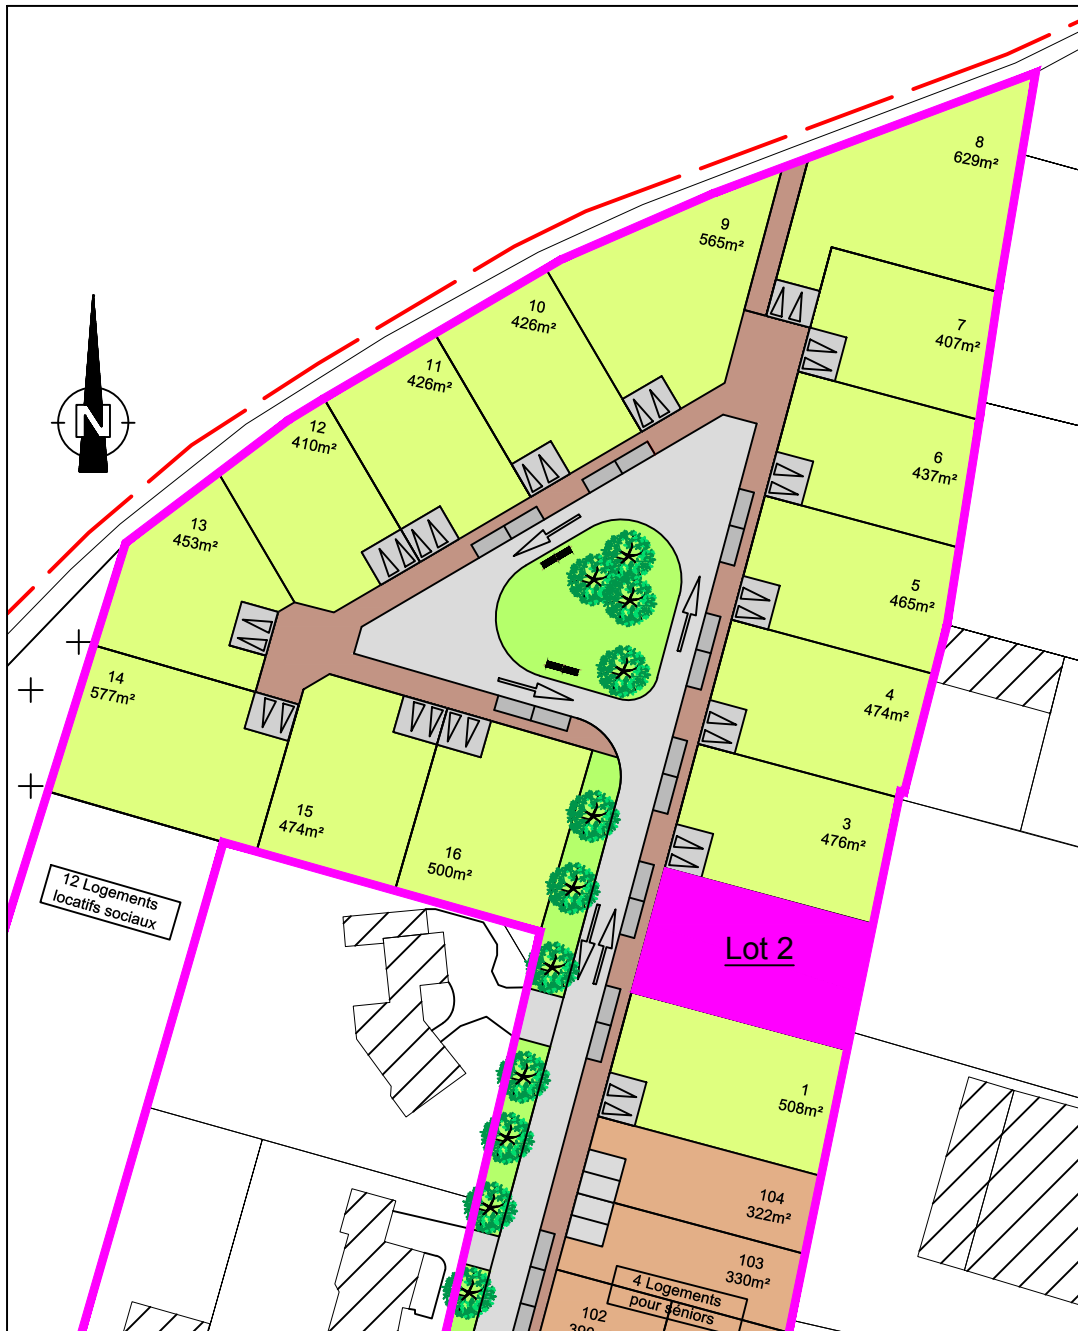 8
629m²
9
565m²
10
426m²
7
407m²
11
426m²
N
12
410m²
6
437m²
13
453m²
5
465m²
14
577m²
4
474m²
15
474m²
3
476m²
16
500m²
12 Logements
locatifs sociaux
Lot 2
1
508m²
104
322m²
103
330m²
4 Logements
pour séniors
102